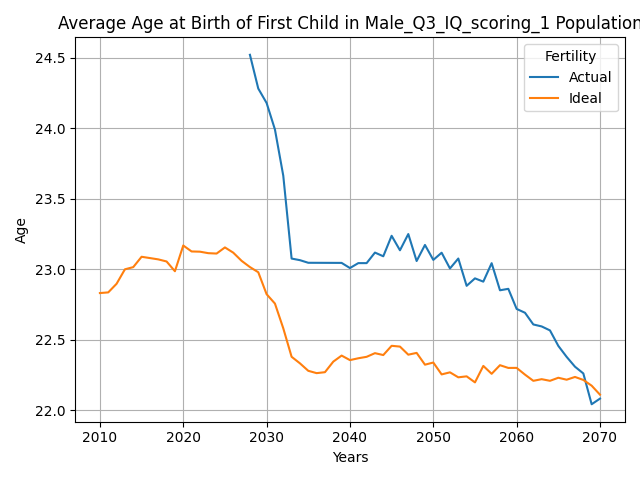 Average Age at Birth of First Child in Male_Q3_IQ_scoring_1 Population
Fertility
Actual
Ideal
24.5
24.0
23.5
23.0
22.5
22.0
Age
2010 2020 2030 2040 2050 2060 2070
Years